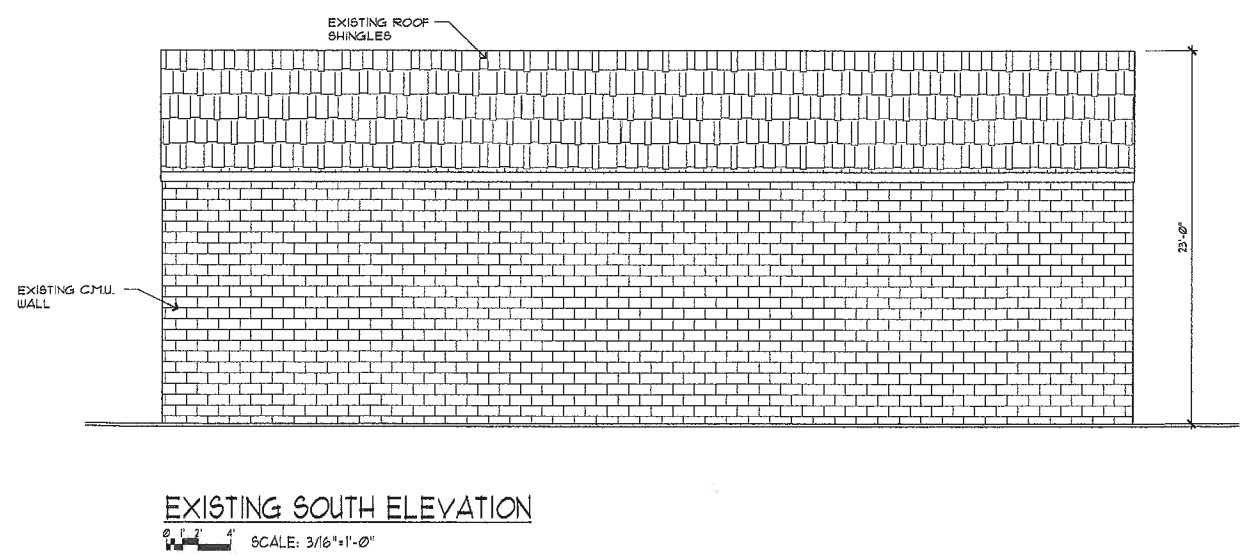 EXISTING ROOF
SHINGLES
23'-0"
EXISTING C.M.U.
WALL
EXISTING SOUTH ELEVATION
0 1' 2' 4'
SCALE: 3/16"=1'-0"